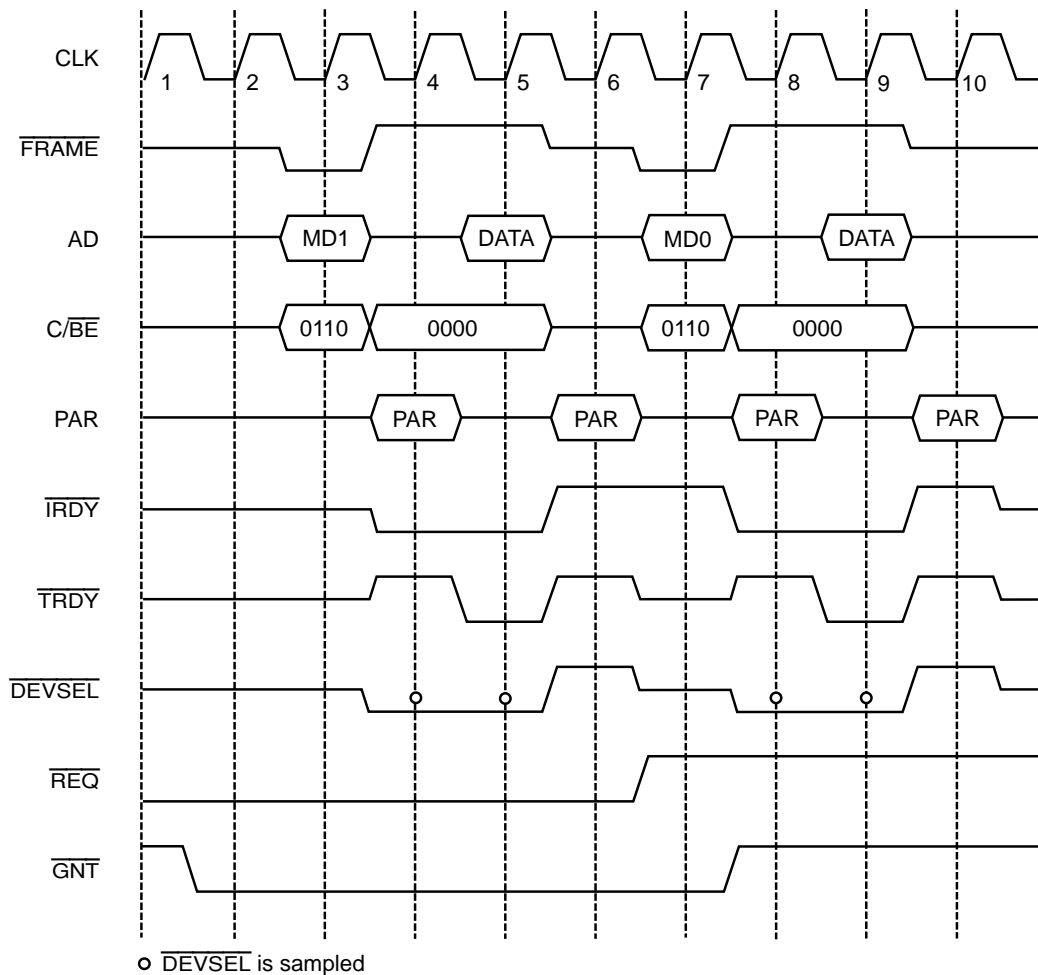 CLK
1 2 3 4 5 6 7 8 9 10
FRAME
AD MD1 DATA MD0 DATA
C/BE 0110 0000 0110 0000
PAR PAR PAR PAR PAR
IRDY
TRDY
DEVSEL
REQ
GNT
DEVSEL is sampled